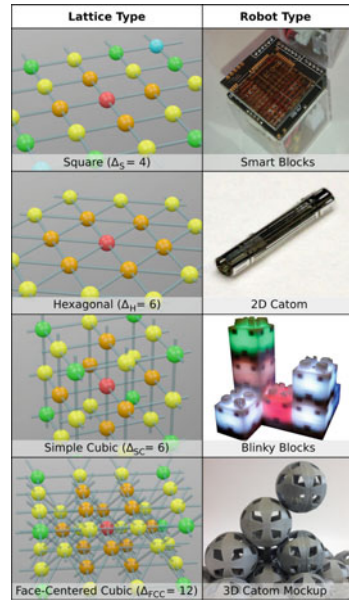 Lattice Type Robot Type
Square (ΔS = 4) Smart Blocks
Hexagonal (ΔH = 6) 2D Catom
Simple Cubic (ΔSC = 6) Blinky Blocks
Face-Centered Cubic (ΔFCC = 12) 3D Catom Mockup